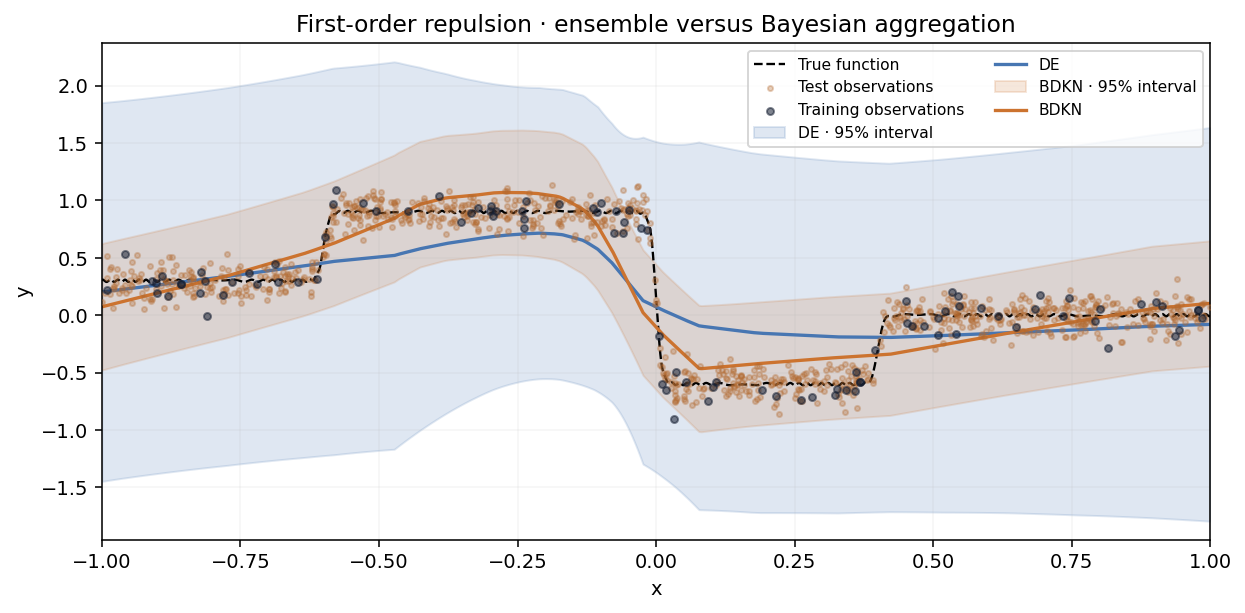 First-order repulsion · ensemble versus Bayesian aggregation
True function
Test observations
Training observations
DE · 95% interval
DE
BDKN · 95% interval
BDKN
y
2.0
1.5
1.0
0.5
0.0
−0.5
−1.0
−1.5
−1.00 −0.75 −0.50 −0.25 0.00 0.25 0.50 0.75 1.00
x